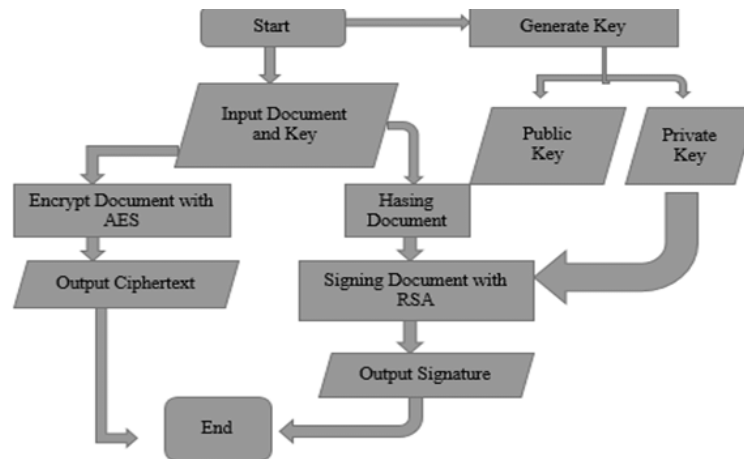 Start
Generate Key
Input Document
and Key
Public
Key
Private
Key
Encrypt Document with
AES
Hasing
Document
Output Ciphertext
Signing Document with
RSA
Output Signature
End